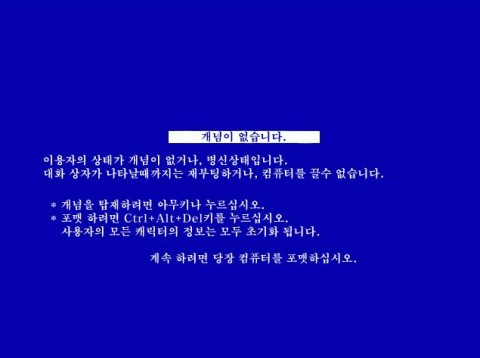 개념이 없습니다.
이용자의 상태가 개념이 없거나, 명신상태입니다.
대화 상자가 나타날때까지는 재부팅하거나, 컴퓨터를 끌수 없습니다.
* 개념을 탑재하려면 아무키나 누르십시오.
* 포맷 하려면 Ctrl+Alt+Del키를 누르십시오.
사용자의 모든 캐릭터의 정보는 모두 초기화 됩니다.
계속 하려면 당장 컴퓨터를 포맷하십시오.